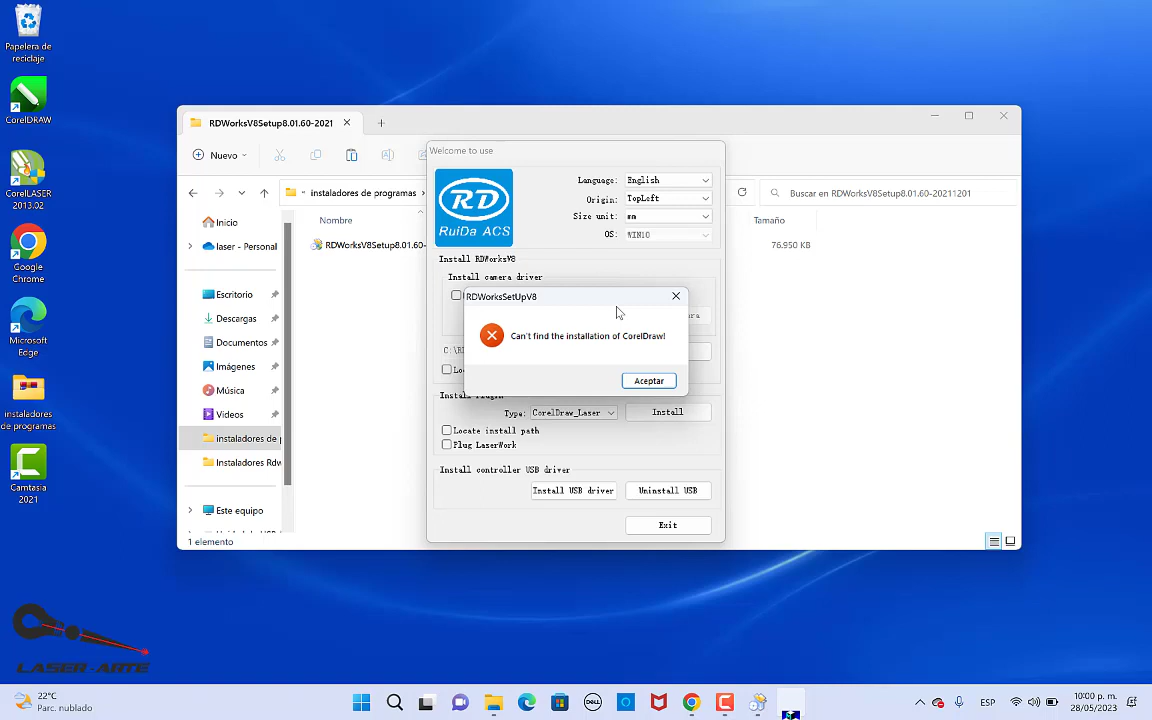 Papelera de
reciclaje
CorelDRAW
CorelLASER
2013.02
Google
Chrome
Microsoft
Edge
instaladores
de programas
Camtasia
2021
LASER-ARTE
RDWorksV8Setup8.01.60-2021
Nuevo
instaladores de programas
Buscar en RDWorksV8Setup8.01.60-20211201
Inicio
laser - Personal
Escritorio
Descargas
Documentos
Imágenes
Música
Videos
instaladores de p
Instaladores Rdw
Este equipo
Nombre
Tamaño
RDWorksV8Setup8.01.60-
76.950 KB
1 elemento
Welcome to use
RD
RuiDa ACS
Language: English
Origin: TopLeft
Size unit: mm
OS: WIN10
Install RDWorksV8
Install camera driver
RDWorksSetUpV8
Can't find the installation of CorelDraw!
Aceptar
Type: CorelDraw_Laser
Install
Locate install path
Plug LaserWork
Install controller USB driver
Install USB driver
Uninstall USB
Exit
22°C
Parc. nublado
DELL
ESP
10:00 p. m.
28/05/2023